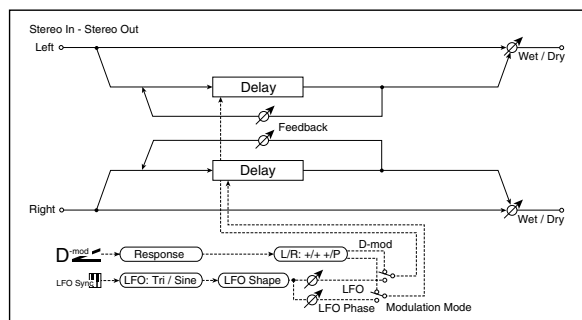 Stereo In - Stereo Out
Left
Wet / Dry
Delay
Feedback
Delay
Right
Wet / Dry
D-mod
D-mod
Response
L/R: +/+ +/P
LFO Sync
LFO: Tri / Sine
LFO Shape
LFO
LFO Phase
Modulation Mode